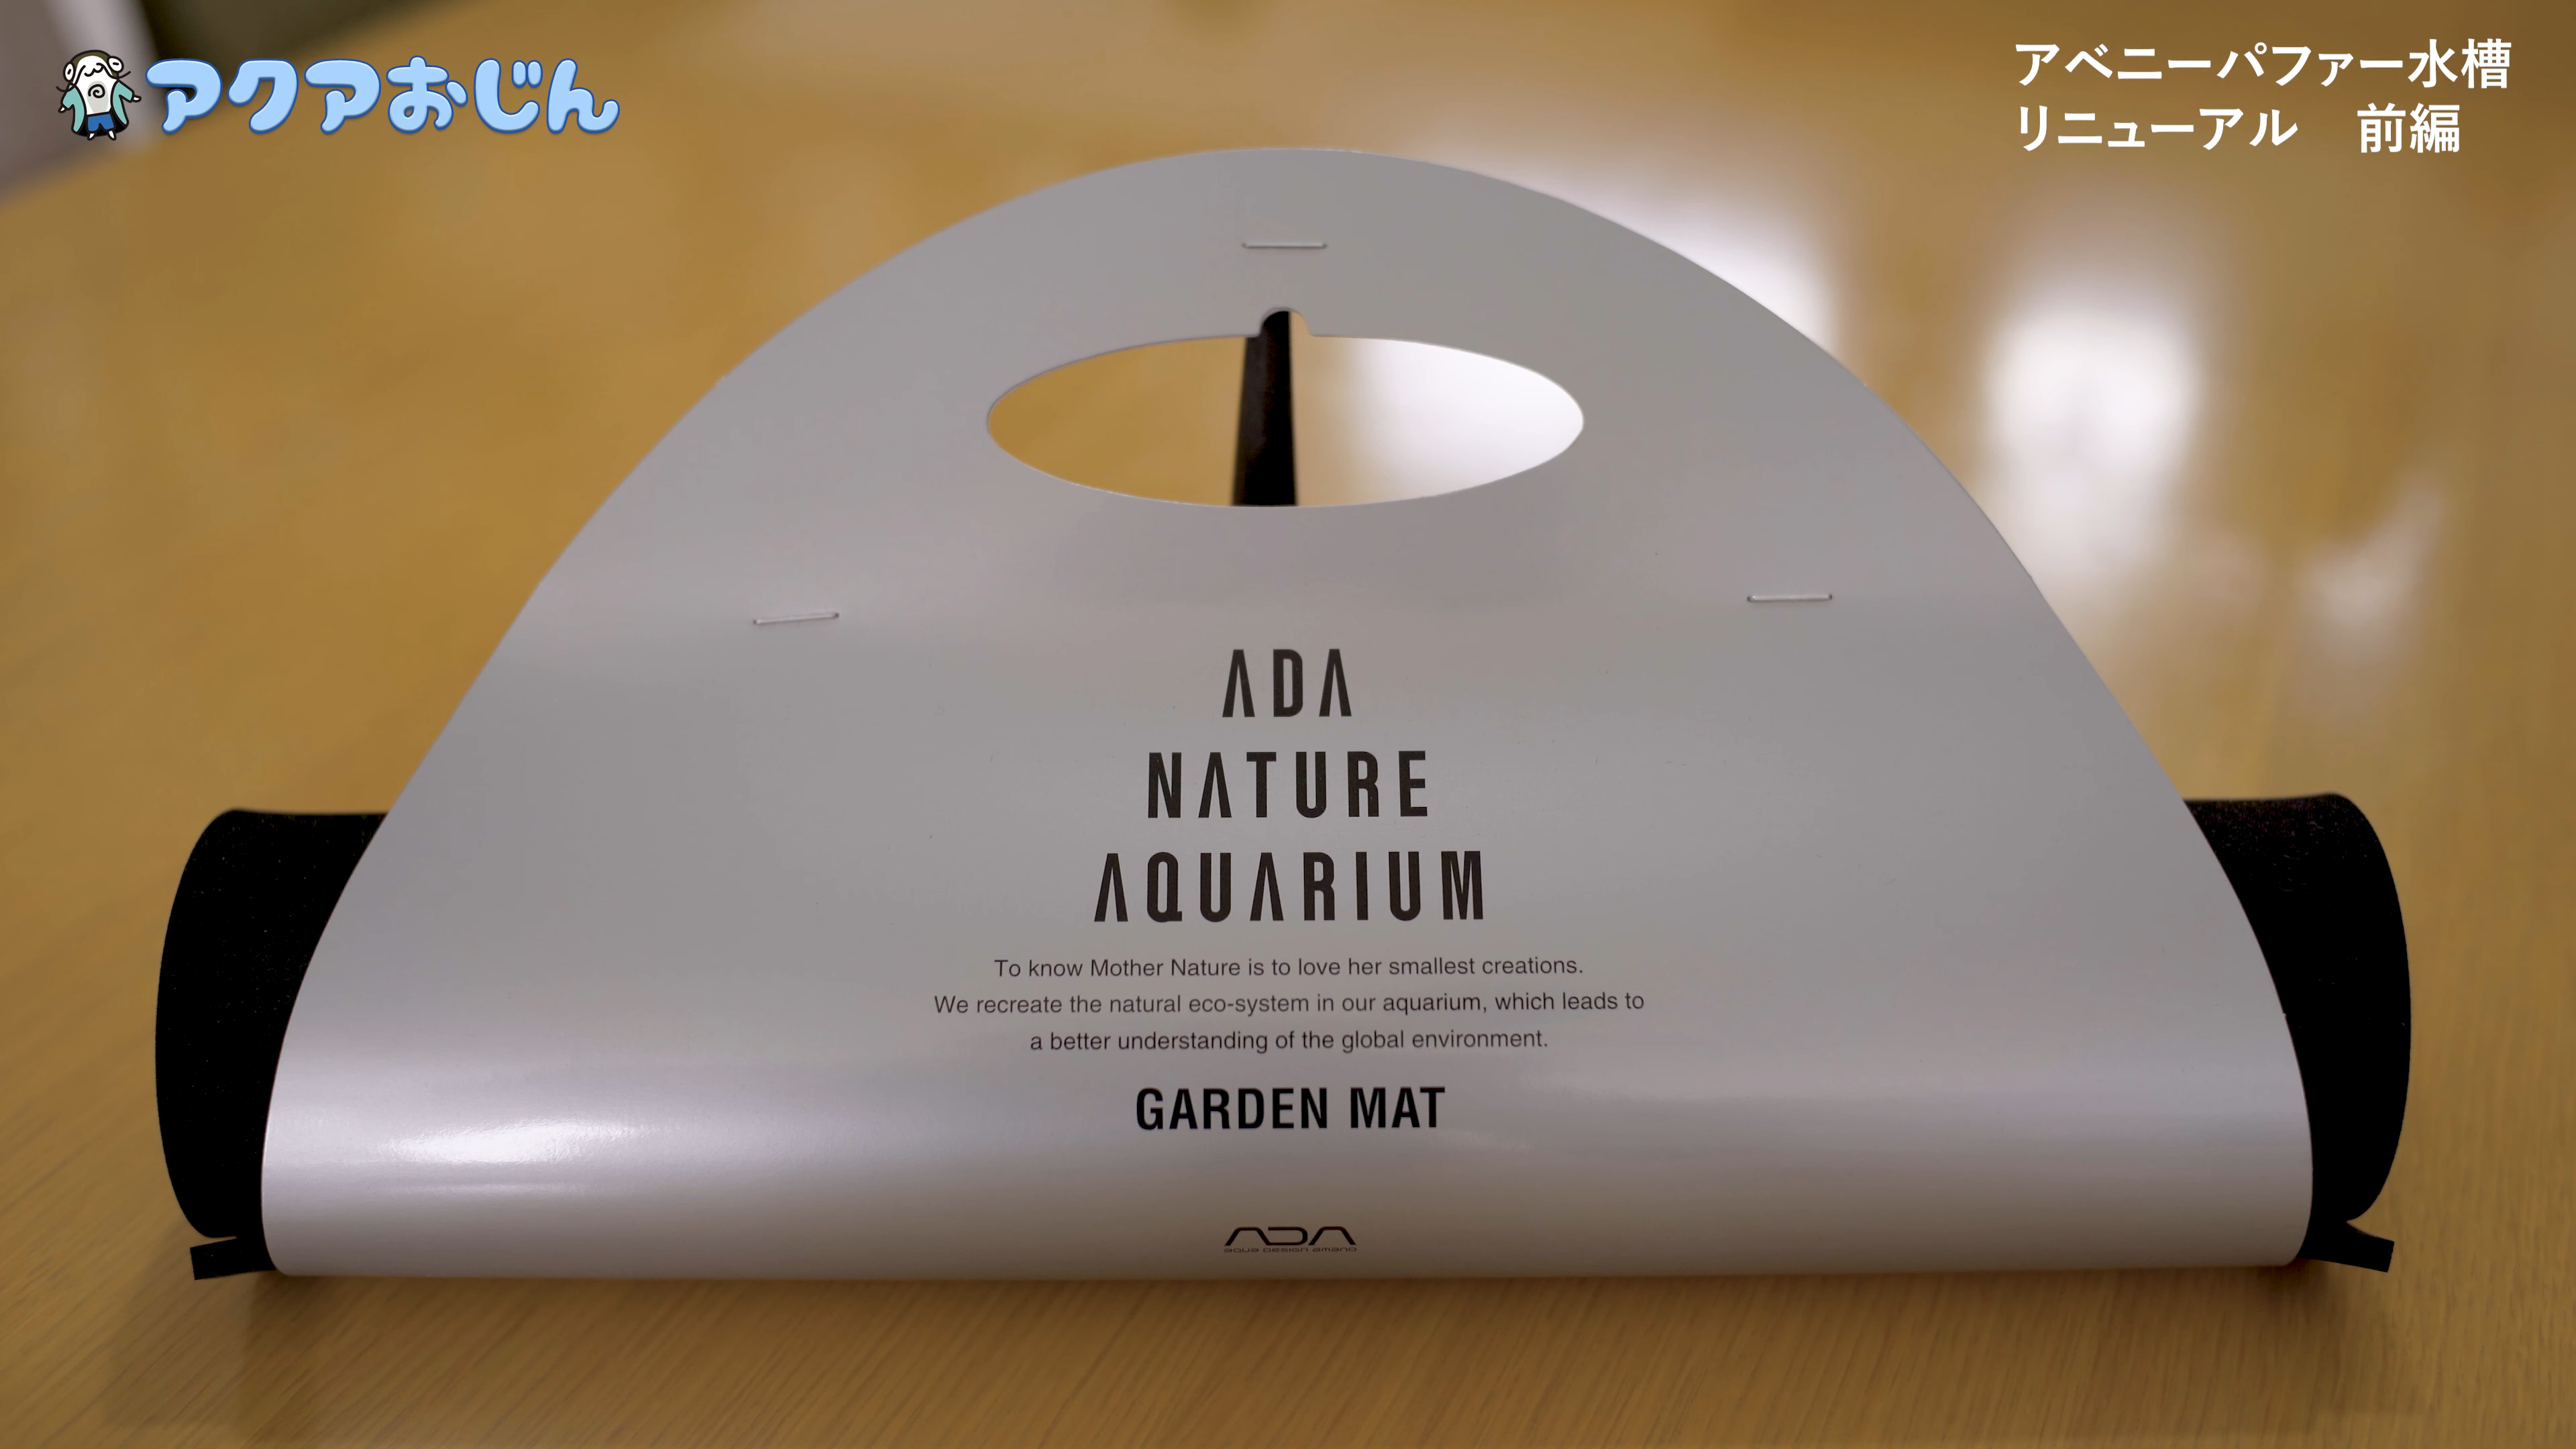 アクアおじん
アベニーパファー水槽
リニューアル　前編
ADA
NATURE
AQUARIUM
To know Mother Nature is to love her smallest creations.
We recreate the natural eco-system in our aquarium, which leads to
a better understanding of the global environment.
GARDEN MAT
ADA
AQUA DESIGN AMANO